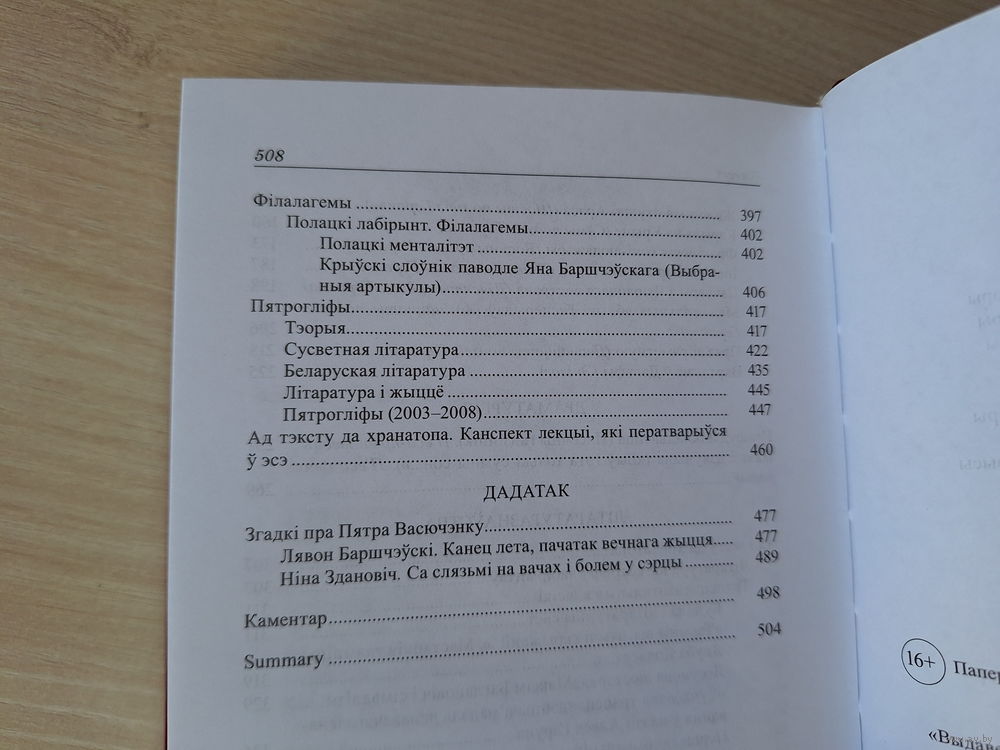 508
Філалагемы ........ 397
Полацкі лабірынт. Філалагемы........ 402
Полацкі менталітэт ........ 402
Крыўскі слоўнік паводле Яна Баршчэўскага (Выбра-
ныя артыкулы)........ 406
Пятрогліфы........ 417
Тэорыя........ 417
Сусветная літаратура........ 422
Беларуская літаратура ........ 435
Літаратура і жыццё ........ 445
Пятрогліфы (2003–2008)........ 447
Ад тэксту да хранатопа. Канспект лекцыі, які ператварыўся
ў эсэ ........ 460
ДАДАТАК
Згадкі пра Пятра Васючэнку........ 477
Лявон Баршчэўскі. Канец лета, пачатак вечнага жыцця..... 477
Ніна Здановіч. Са слязьмі на вачах і болем у сэрцы ........ 489
Каментар........ 498
Summary ........ 504
16+